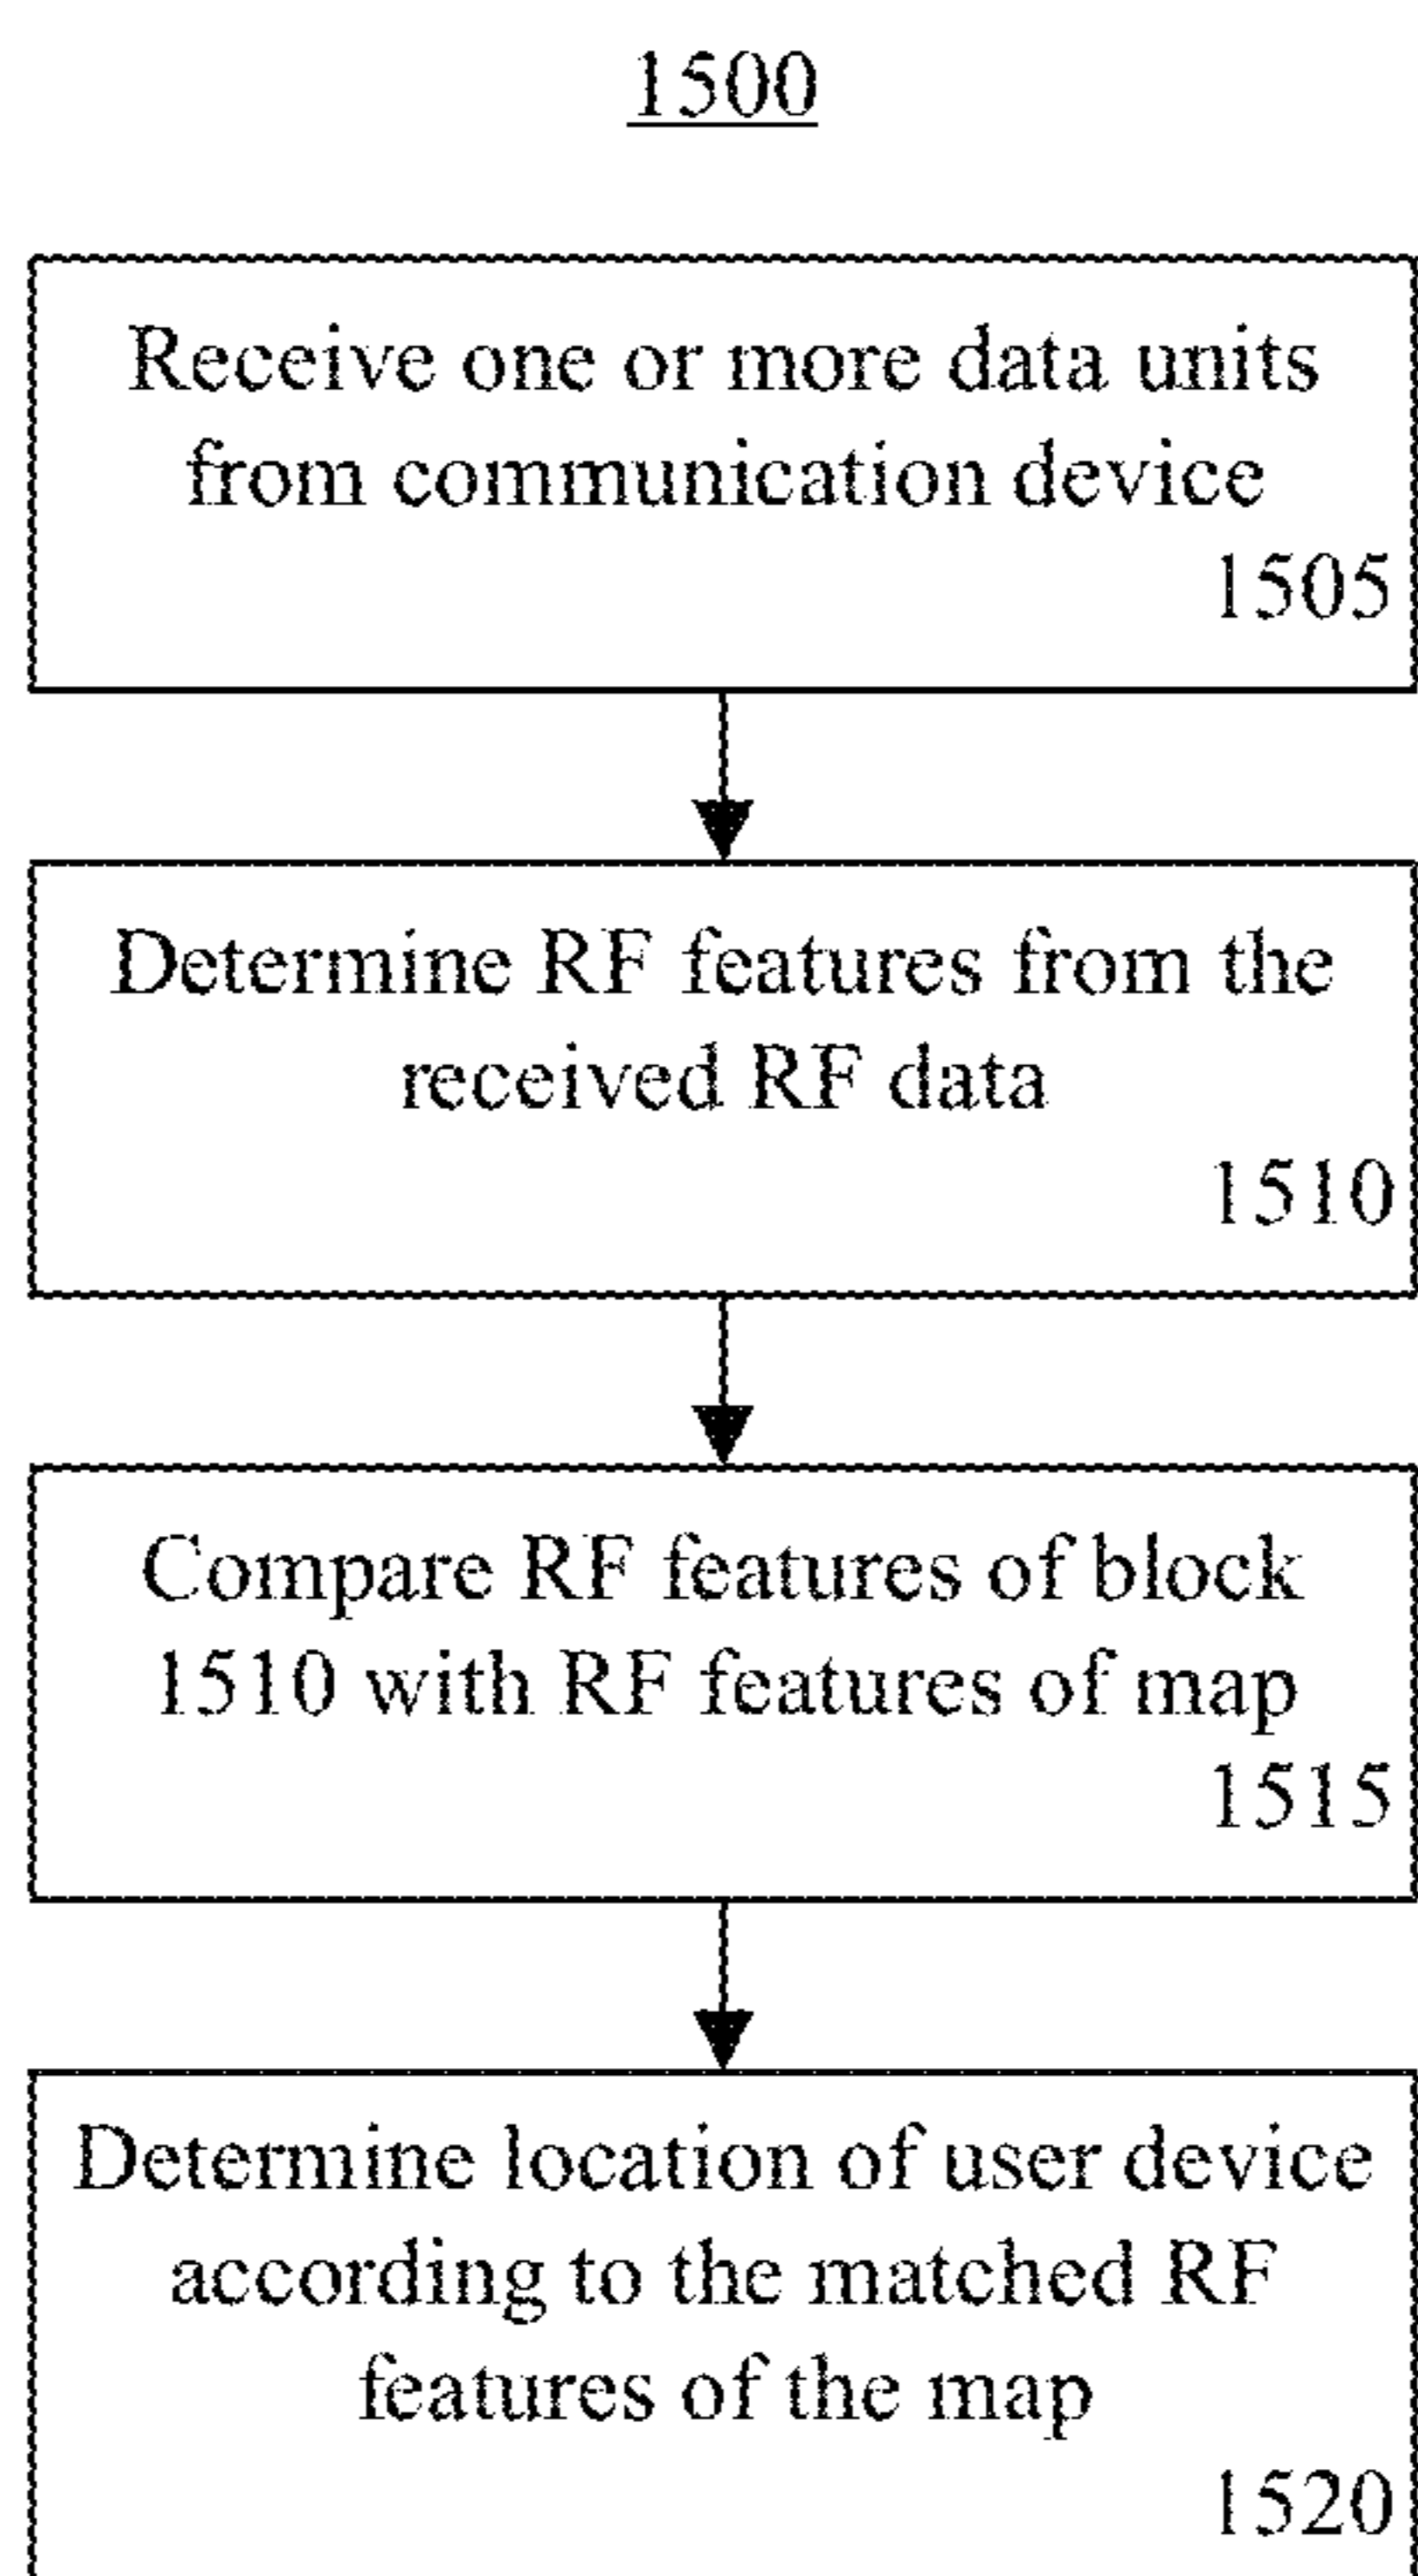 1500
Receive one or more data units
from communication device
1505
Determine RF features from the
received RF data
1510
Compare RF features of block
1510 with RF features of map
1515
Determine location of user device
according to the matched RF
features of the map
1520